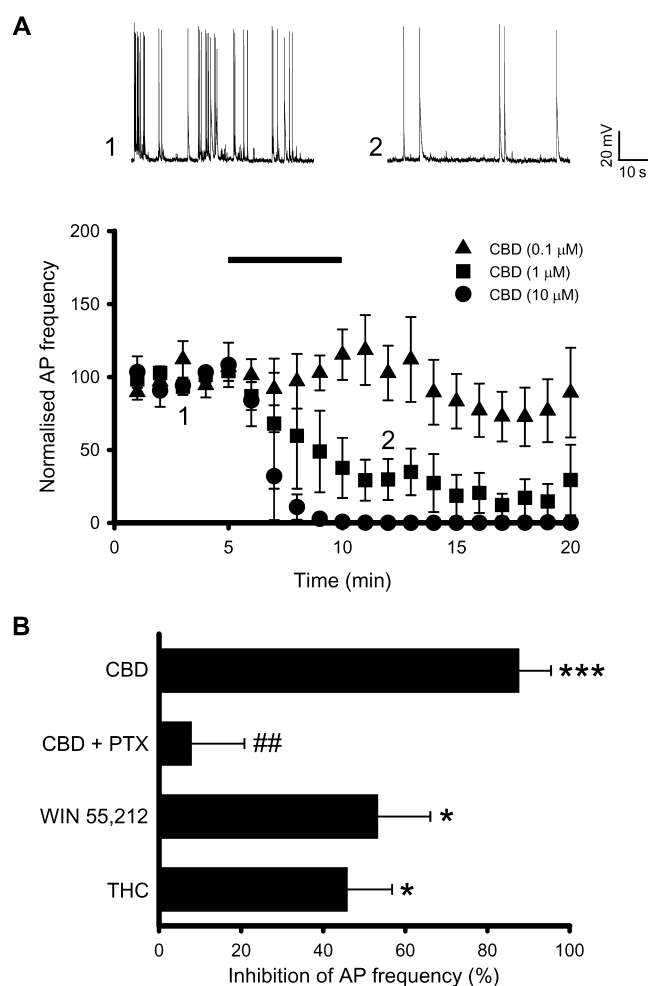 A
1
2
20 mV
10 s
200
150
100
50
0
Normalised AP frequency
CBD (0.1 µM)
CBD (1 µM)
CBD (10 µM)
1
2
0 5 10 15 20
Time (min)
B
CBD
***
CBD + PTX
##
WIN 55,212
*
THC
*
0 20 40 60 80 100
Inhibition of AP frequency (%)